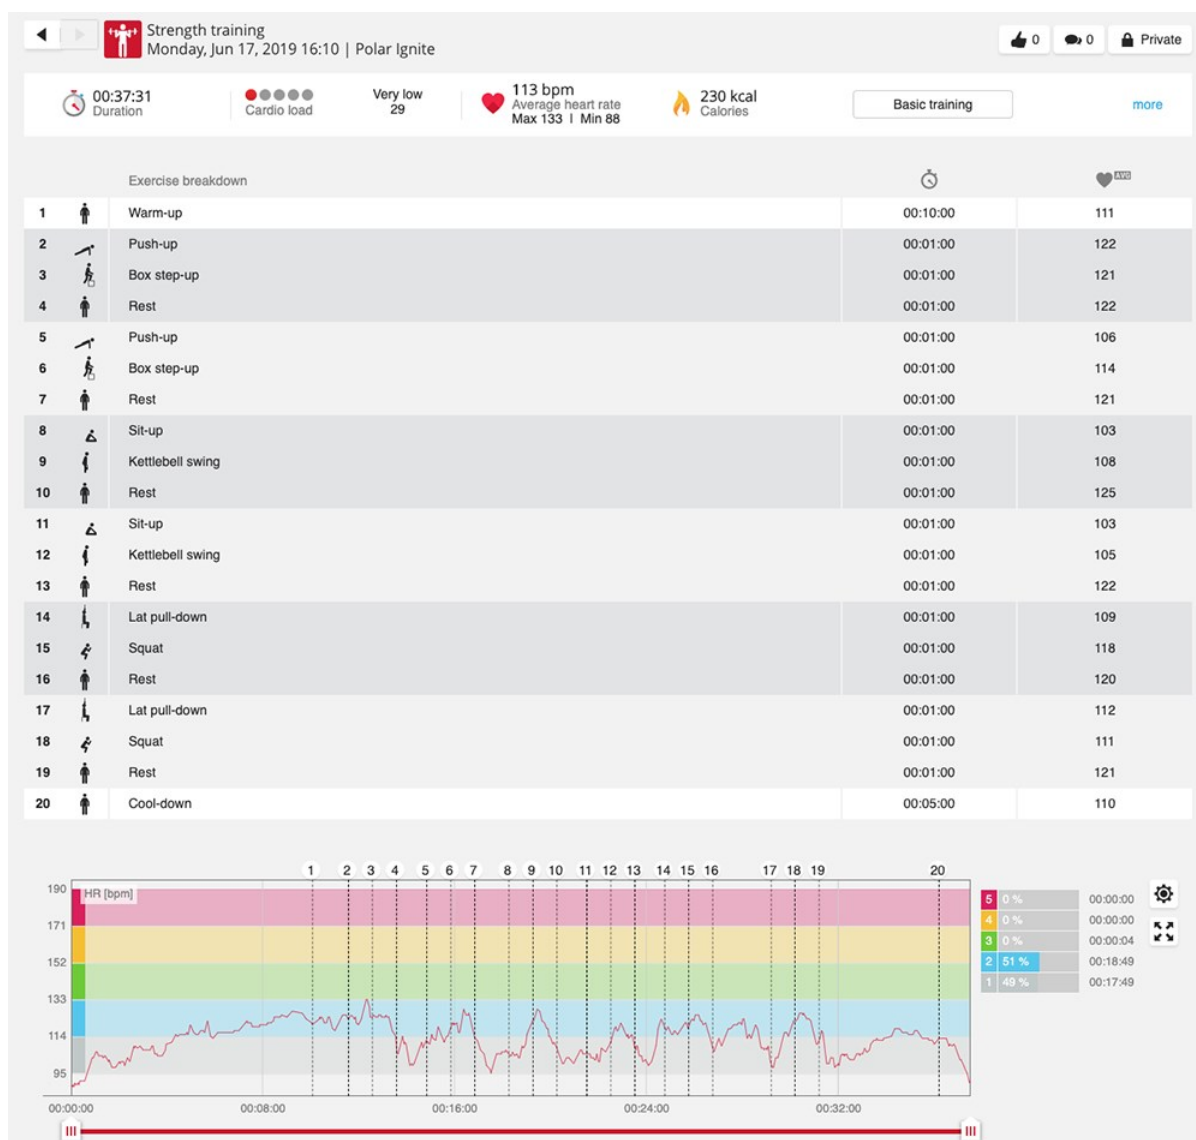 Strength training
Monday, Jun 17, 2019 16:10 | Polar Ignite
0 0 Private
00:37:31
Duration
Cardio load
Very low
29
113 bpm
Average heart rate
Max 133 | Min 88
230 kcal
Calories
Basic training
more
Exercise breakdown AVG
1 Warm-up 00:10:00 111
2 Push-up 00:01:00 122
3 Box step-up 00:01:00 121
4 Rest 00:01:00 122
5 Push-up 00:01:00 106
6 Box step-up 00:01:00 114
7 Rest 00:01:00 121
8 Sit-up 00:01:00 103
9 Kettlebell swing 00:01:00 108
10 Rest 00:01:00 125
11 Sit-up 00:01:00 103
12 Kettlebell swing 00:01:00 105
13 Rest 00:01:00 122
14 Lat pull-down 00:01:00 109
15 Squat 00:01:00 118
16 Rest 00:01:00 120
17 Lat pull-down 00:01:00 112
18 Squat 00:01:00 111
19 Rest 00:01:00 121
20 Cool-down 00:05:00 110
1 2 3 4 5 6 7 8 9 10 11 12 13 14 15 16 17 18 19 20
HR [bpm]
190
171
152
133
114
95
00:00:00 00:08:00 00:16:00 00:24:00 00:32:00
5 0 % 00:00:00
4 0 % 00:00:00
3 0 % 00:00:04
2 51 % 00:18:49
1 49 % 00:17:49